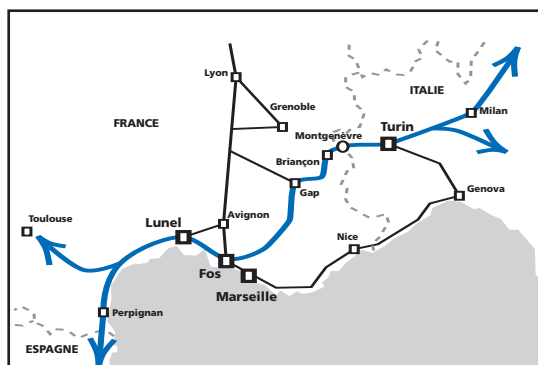 Lyon
ITALIE
Grenoble
Milan
FRANCE
Turin
Montgenèvre
Briançon
Gap
Genova
Toulouse
Avignon
Lunel
Nice
Fos
Marseille
Perpignan
ESPAGNE